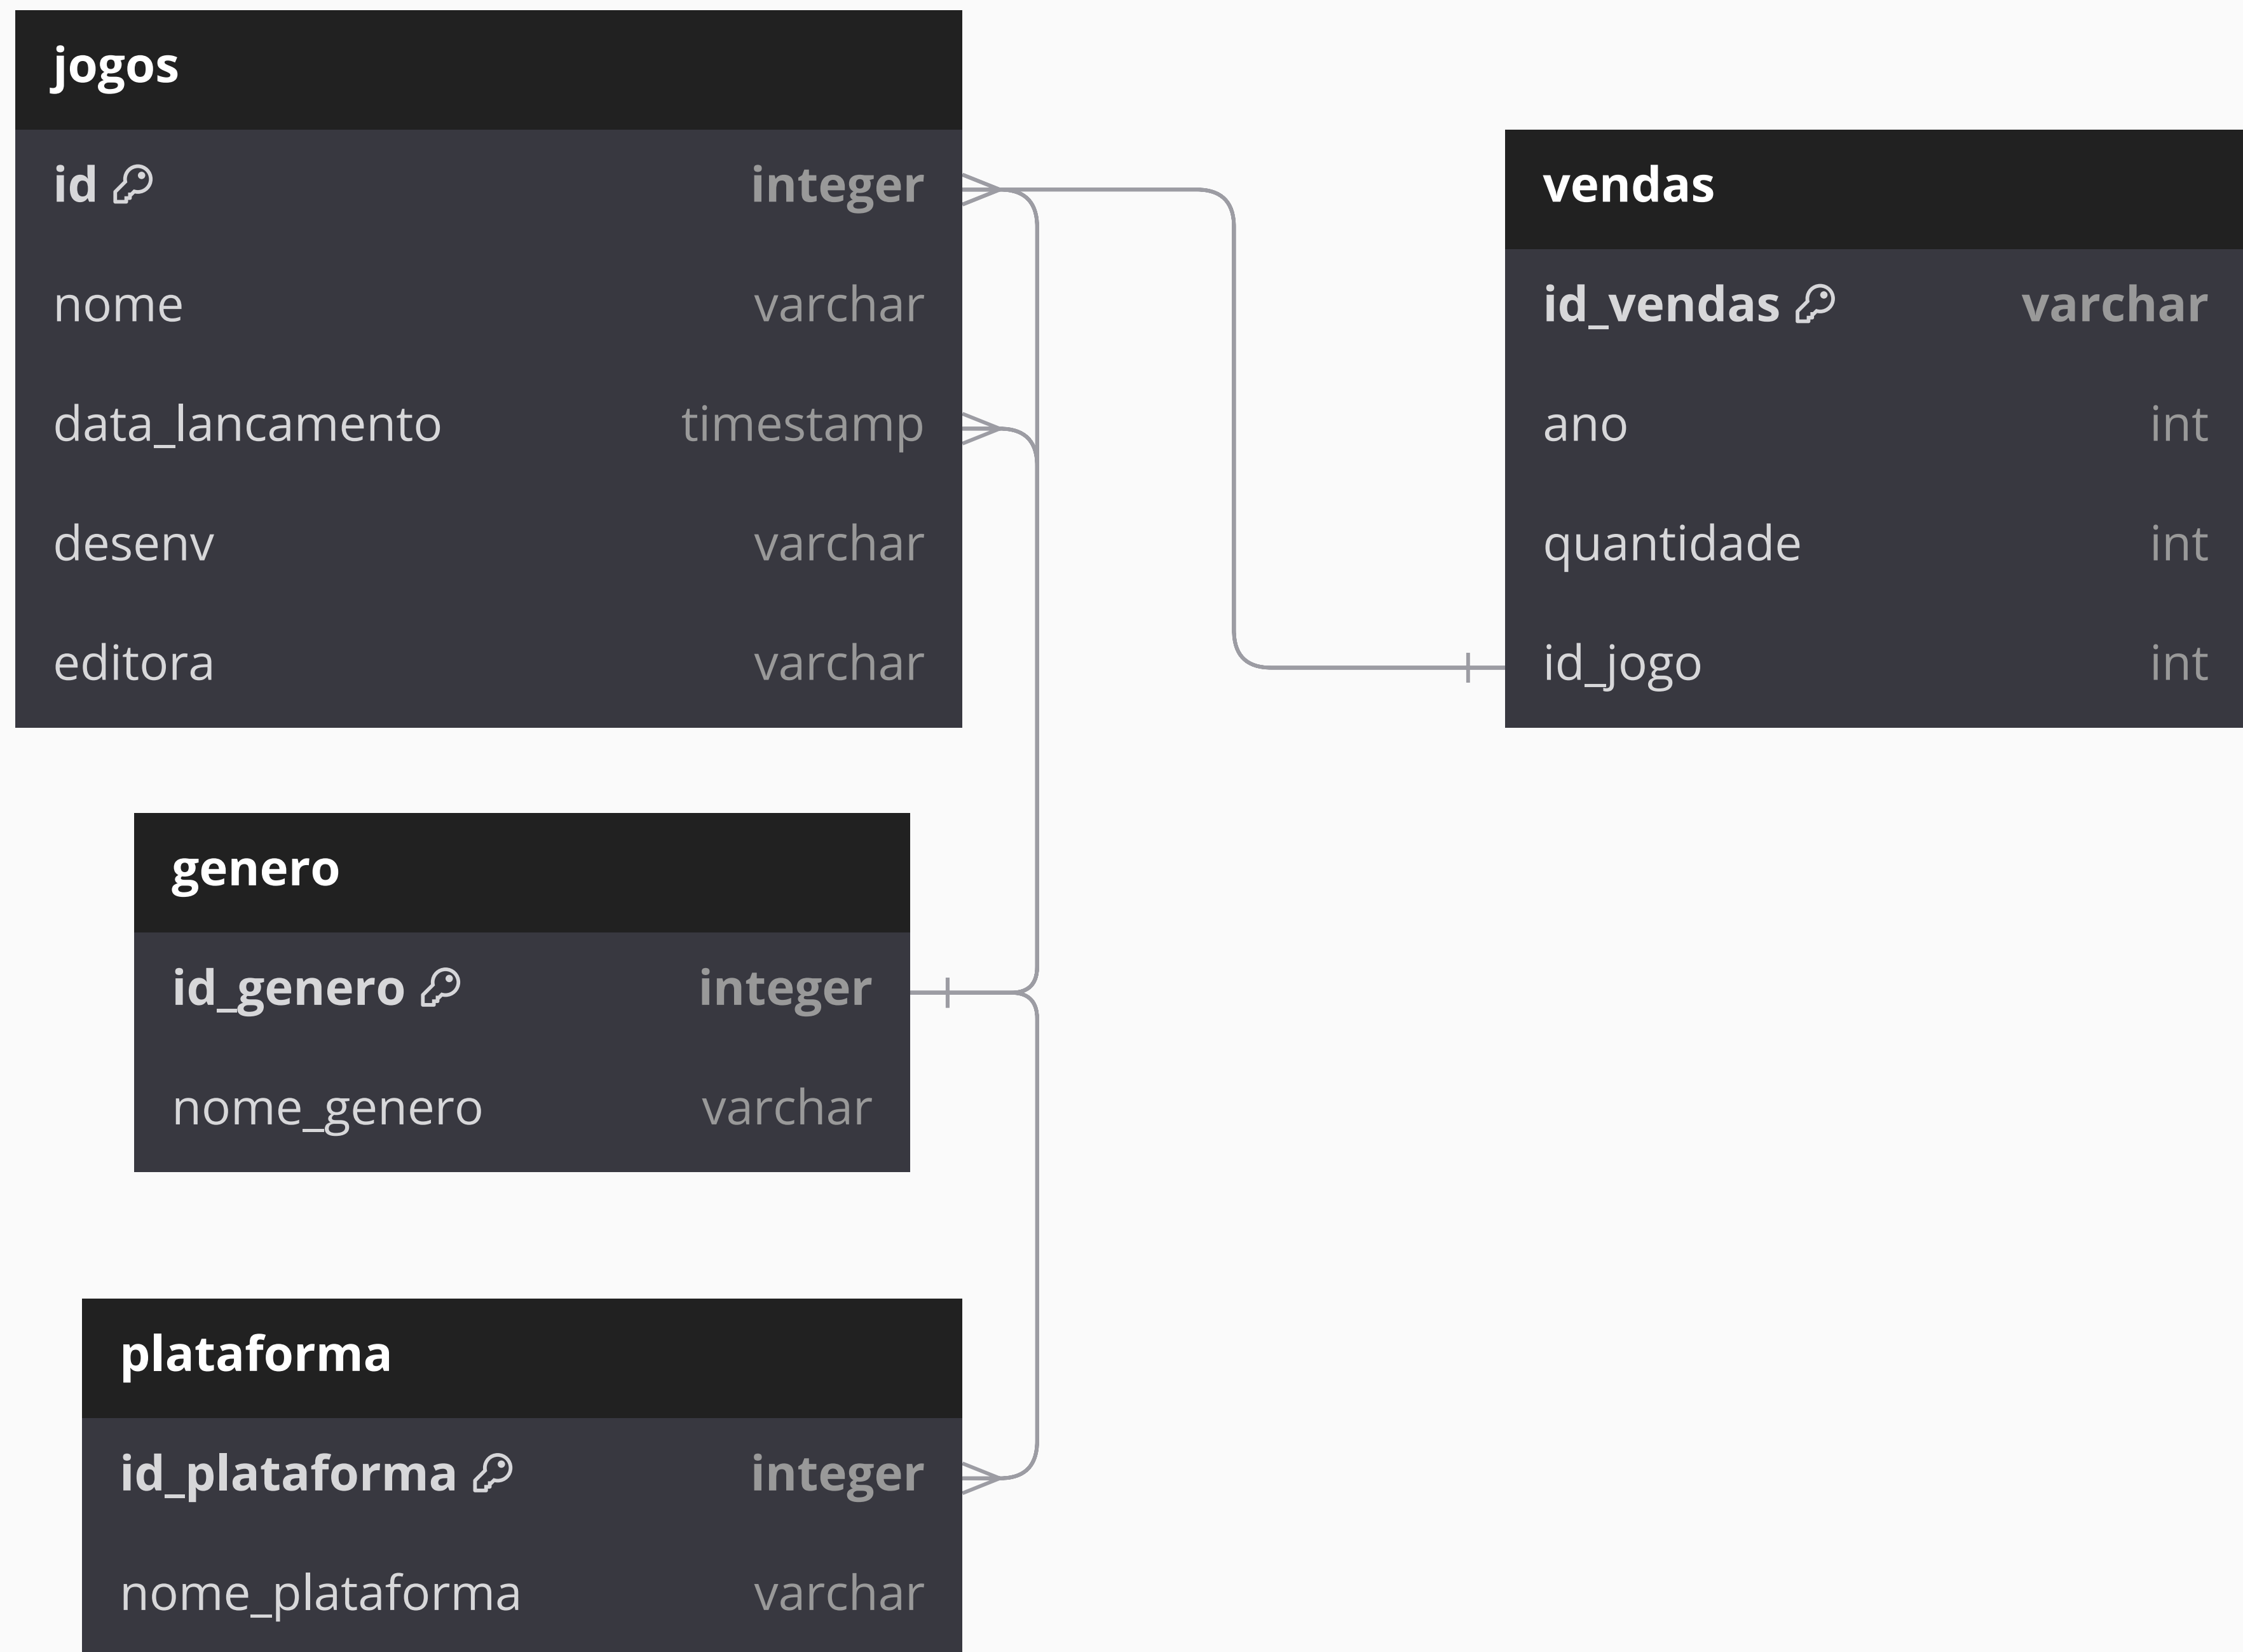 jogos
id integer
nome varchar
data_lancamento timestamp
desenv varchar
editora varchar
vendas
id_vendas varchar
ano int
quantidade int
id_jogo int
genero
id_genero integer
nome_genero varchar
plataforma
id_plataforma integer
nome_plataforma varchar